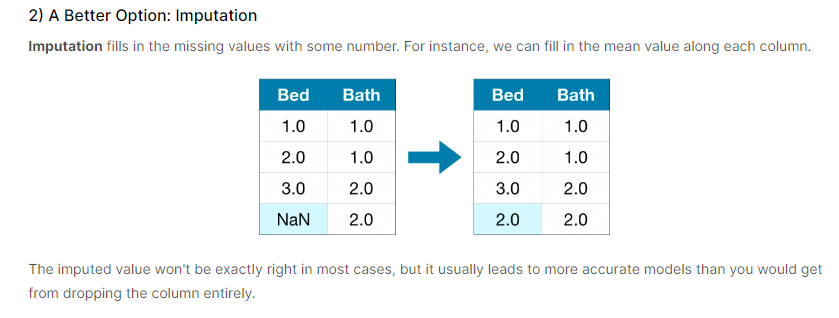 2) A Better Option: Imputation
Imputation fills in the missing values with some number. For instance, we can fill in the mean value along each column.
Bed Bath Bed Bath
1.0 1.0 1.0 1.0
2.0 1.0 2.0 1.0
3.0 2.0 3.0 2.0
NaN 2.0 2.0 2.0
The imputed value won't be exactly right in most cases, but it usually leads to more accurate models than you would get
from dropping the column entirely.